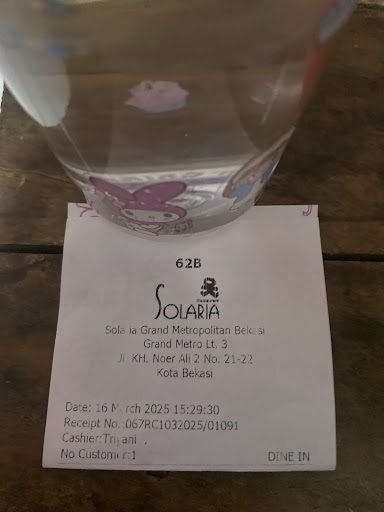 62B
Restaurant
SOLARIA
Solaria Grand Metropolitan Bekasi
Grand Metro Lt. 3
Jl. KH. Noer Ali 2 No. 21-22
Kota Bekasi
Date: 16 March 2025 15:29:30
Receipt No.:067RC1032025/01091
Cashier:Triyani
No Customer:1 DINE IN